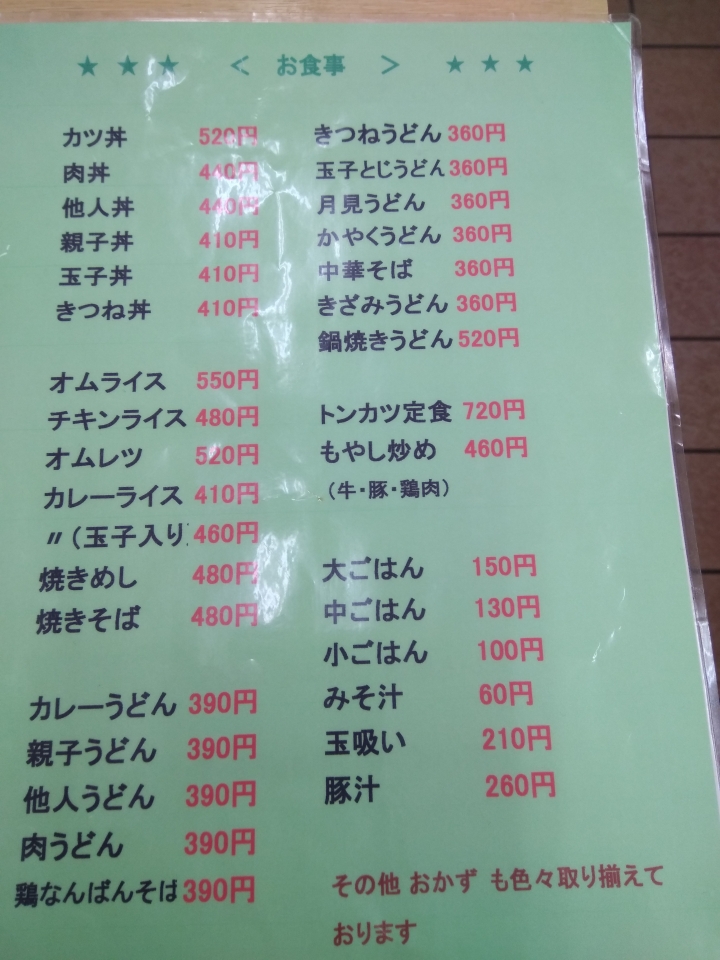 ★ ★ ★ ＜ お食事 ＞ ★ ★ ★
カツ丼 520円
肉丼 440円
他人丼 440円
親子丼 410円
玉子丼 410円
きつね丼 410円
オムライス 550円
チキンライス 480円
オムレツ 520円
カレーライス 410円
〃（玉子入り） 460円
焼きめし 480円
焼きそば 480円
カレーうどん 390円
親子うどん 390円
他人うどん 390円
肉うどん 390円
鶏なんばんそば 390円
きつねうどん 360円
玉子とじうどん 360円
月見うどん 360円
かやくうどん 360円
中華そば 360円
きざみうどん 360円
鍋焼きうどん 520円
トンカツ定食 720円
もやし炒め 460円
（牛・豚・鶏肉）
大ごはん 150円
中ごはん 130円
小ごはん 100円
みそ汁 60円
玉吸い 210円
豚汁 260円
その他 おかず も色々取り揃えて
おります